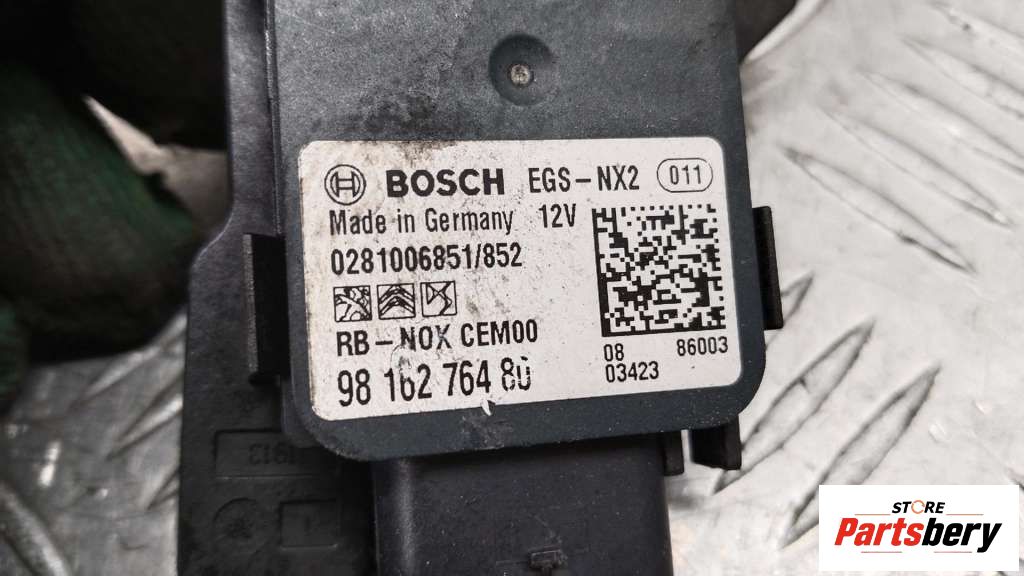 BOSCH EGS-NX2 011
Made in Germany 12V
0281006851/852
RB-NOX CEM00
98 162 764 80
08 86003
03423
1913
STORE
Partsbery